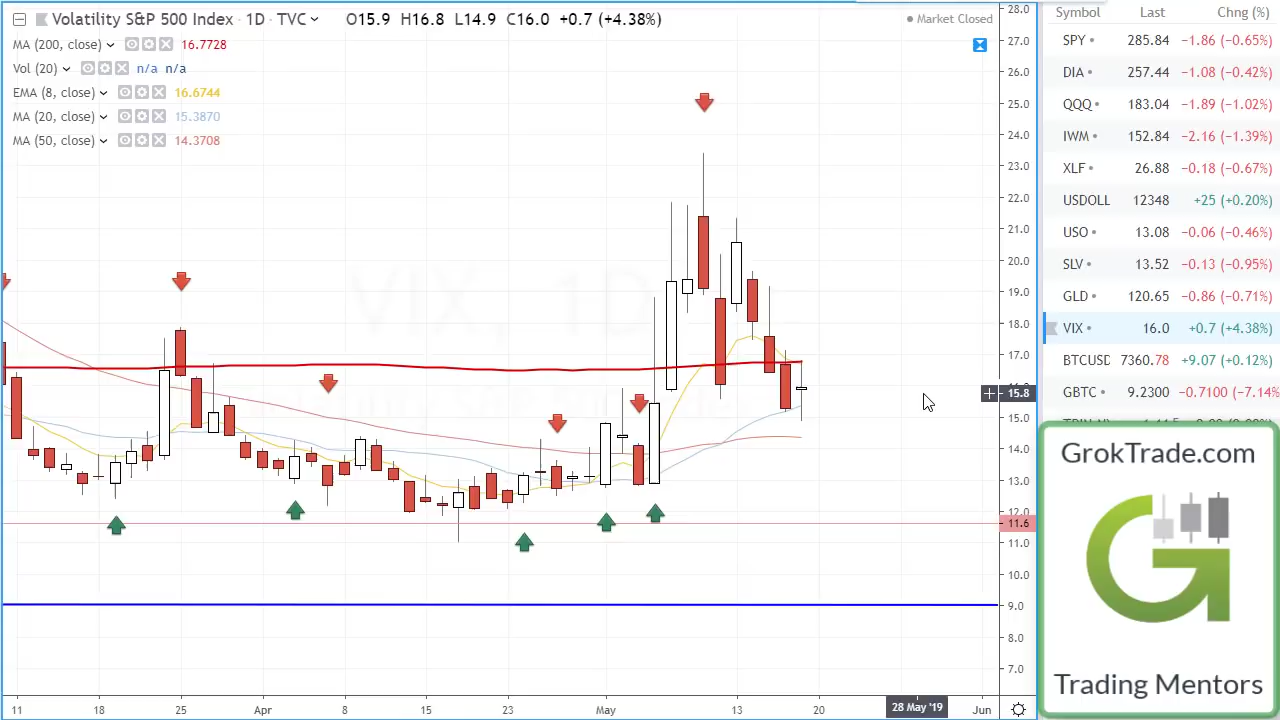 Volatility S&P 500 Index · 1D · TVC O15.9 H16.8 L14.9 C16.0 +0.7 (+4.38%)
Market Closed
MA (200, close) 16.7728
Vol (20) n/a n/a
EMA (8, close) 16.6744
MA (20, close) 15.3870
MA (50, close) 14.3708
VIX, 1D
28.0
27.0
26.0
25.0
24.0
23.0
22.0
21.0
20.0
19.0
18.0
17.0
15.8
15.0
14.0
13.0
12.0
11.6
11.0
10.0
9.0
8.0
7.0
11 18 25 Apr 8 15 23 May 13 20 28 May '19 Jun
Symbol Last Chng (%)
SPY 285.84 −1.86 (−0.65%)
DIA 257.44 −1.08 (−0.42%)
QQQ 183.04 −1.89 (−1.02%)
IWM 152.84 −2.16 (−1.39%)
XLF 26.88 −0.18 (−0.67%)
USDOLL 12348 +25 (+0.20%)
USO 13.08 −0.06 (−0.46%)
SLV 13.52 −0.13 (−0.95%)
GLD 120.65 −0.86 (−0.71%)
VIX 16.0 +0.7 (+4.38%)
BTCUSD 7360.78 +9.07 (+0.12%)
GBTC 9.2300 −0.7100 (−7.14%
GrokTrade.com
Trading Mentors